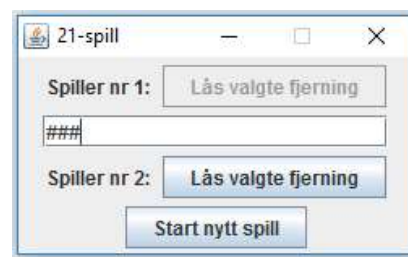 21-spill
Spiller nr 1: Lås valgte fjerning
###
Spiller nr 2: Lås valgte fjerning
Start nytt spill